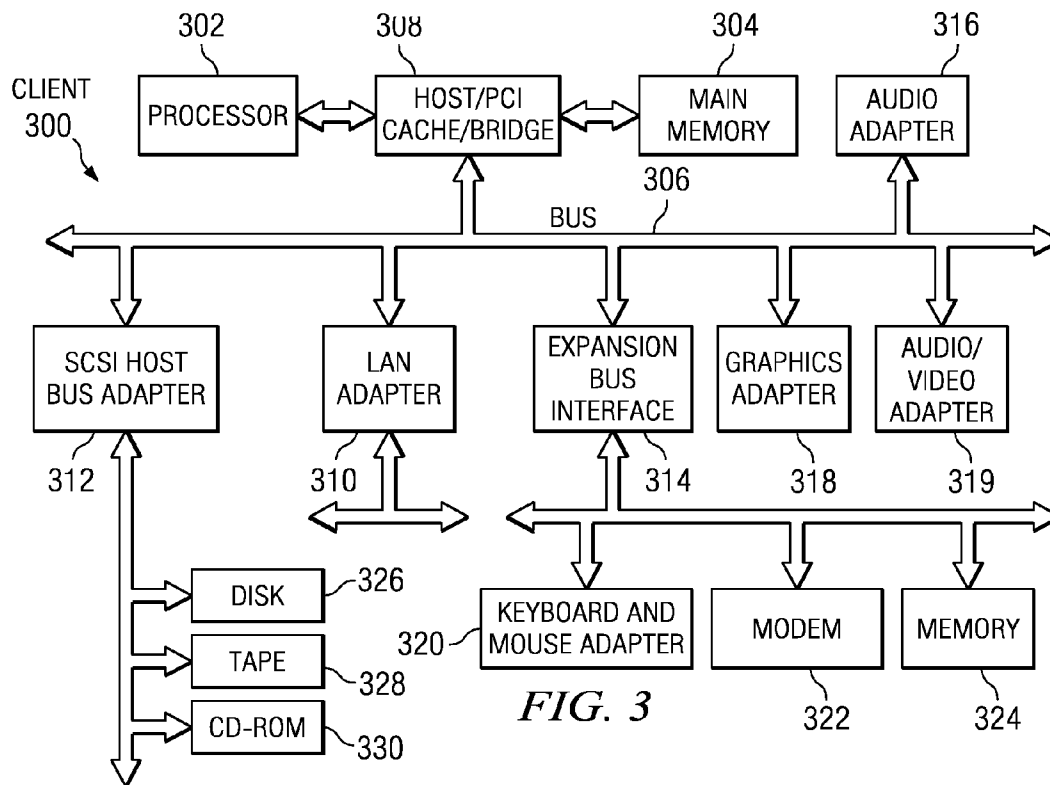 302
308
304
316
CLIENT
300
PROCESSOR
HOST/PCI
CACHE/BRIDGE
MAIN
MEMORY
AUDIO
ADAPTER
306
BUS
SCSI HOST
BUS ADAPTER
LAN
ADAPTER
EXPANSION
BUS
INTERFACE
GRAPHICS
ADAPTER
AUDIO/
VIDEO
ADAPTER
312
310
314
318
319
DISK
326
TAPE
328
CD-ROM
330
320
KEYBOARD AND
MOUSE ADAPTER
MODEM
MEMORY
322
324
FIG. 3